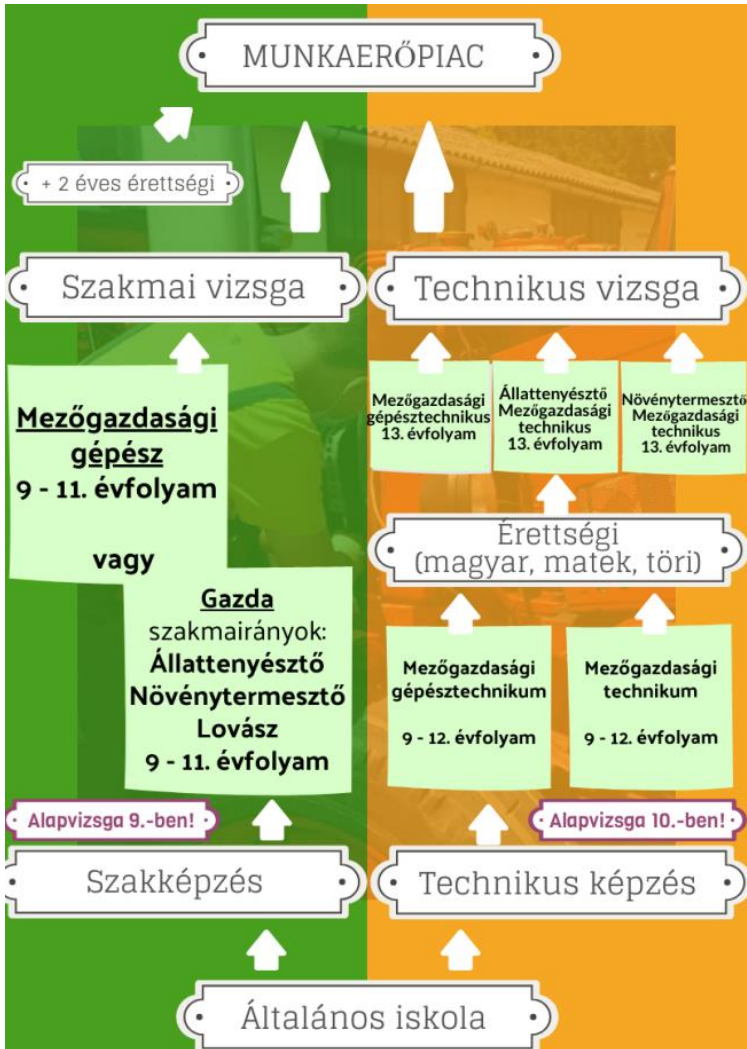 MUNKAERŐPIAC
+ 2 éves érettségi
Szakmai vizsga
Technikus vizsga
Mezőgazdasági
gépész
9 - 11. évfolyam
vagy
Gazda
szakmairányok:
Állattenyésztő
Növénytermesztő
Lovász
9 - 11. évfolyam
Mezőgazdasági
gépésztechnikus
13. évfolyam
Állattenyésztő
Mezőgazdasági
technikus
13. évfolyam
Növénytermesztő
Mezőgazdasági
technikus
13. évfolyam
Érettségi
(magyar, matek, töri)
Mezőgazdasági
gépésztechnikum
9 - 12. évfolyam
Mezőgazdasági
technikum
9 - 12. évfolyam
Alapvizsga 9.-ben!
Alapvizsga 10.-ben!
Szakképzés
Technikus képzés
Általános iskola